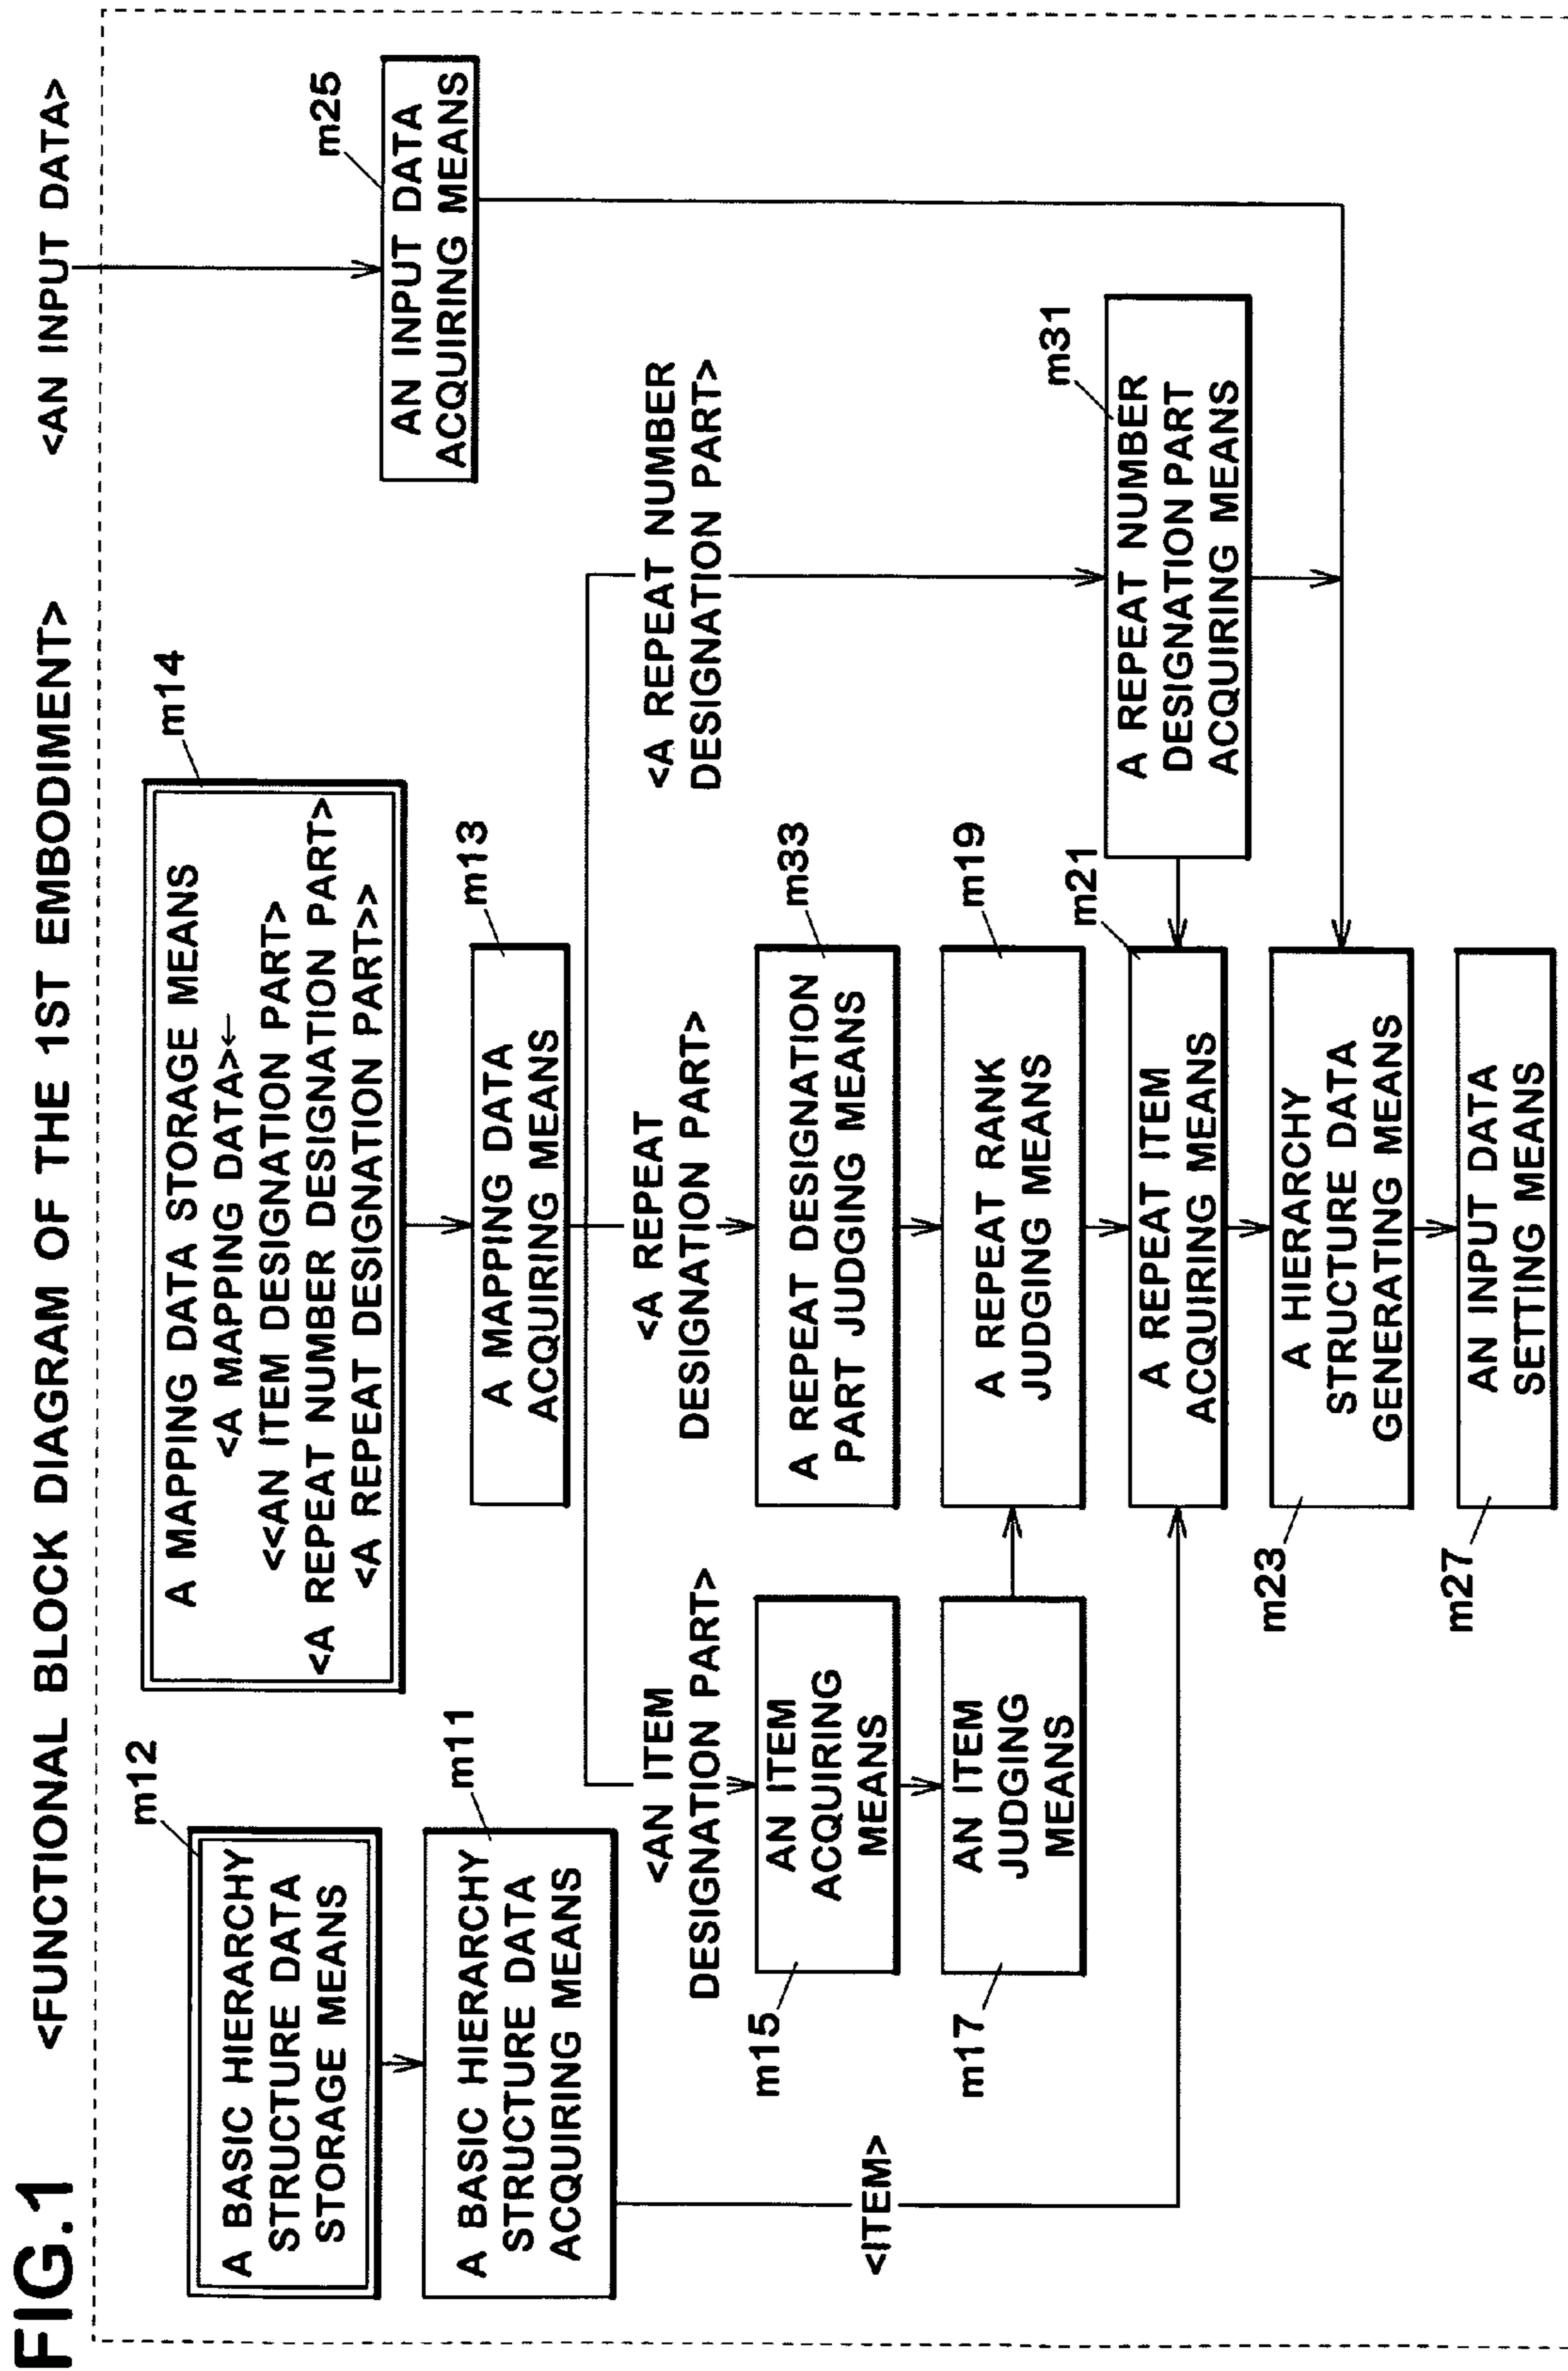 FIG.1
<FUNCTIONAL BLOCK DIAGRAM OF THE 1ST EMBODIMENT>
<AN INPUT DATA>
m12
A BASIC HIERARCHY
STRUCTURE DATA
STORAGE MEANS
m14
A MAPPING DATA STORAGE MEANS
<A MAPPING DATA>←
<<AN ITEM DESIGNATION PART>
<A REPEAT NUMBER DESIGNATION PART>
<A REPEAT DESIGNATION PART>>
m25
AN INPUT DATA
ACQUIRING MEANS
m11
A BASIC HIERARCHY
STRUCTURE DATA
ACQUIRING MEANS
m13
A MAPPING DATA
ACQUIRING MEANS
<AN ITEM
DESIGNATION PART>
<A REPEAT
DESIGNATION PART>
<A REPEAT NUMBER
DESIGNATION PART>
m15
AN ITEM
ACQUIRING
MEANS
m33
A REPEAT DESIGNATION
PART JUDGING MEANS
<ITEM>
m17
AN ITEM
JUDGING
MEANS
m19
A REPEAT RANK
JUDGING MEANS
m31
A REPEAT NUMBER
DESIGNATION PART
ACQUIRING MEANS
m21
A REPEAT ITEM
ACQUIRING MEANS
m23
A HIERARCHY
STRUCTURE DATA
GENERATING MEANS
m27
AN INPUT DATA
SETTING MEANS